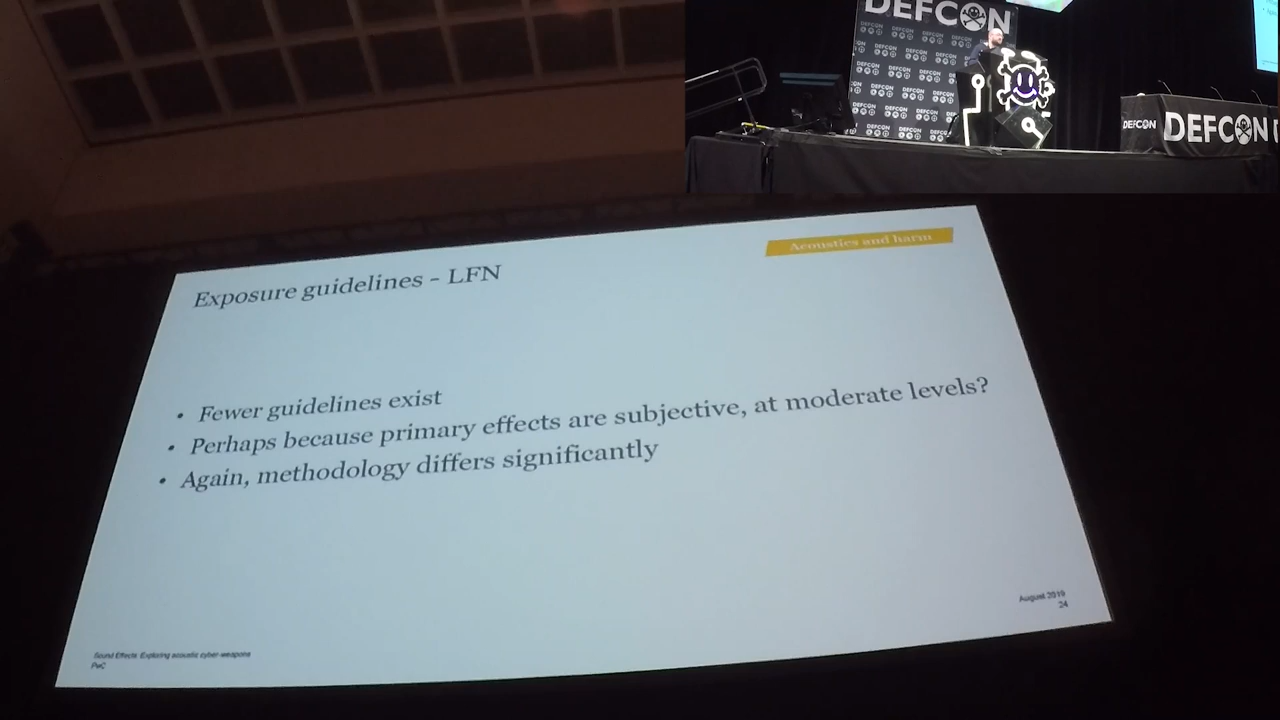 DEFCON
DEFCON
DEFCON
Acoustics and harm
Exposure guidelines - LFN
• Fewer guidelines exist
• Perhaps because primary effects are subjective, at moderate levels?
• Again, methodology differs significantly
August 2019
24
Sound Effects: Exploring acoustic cyber-weapons
PwC